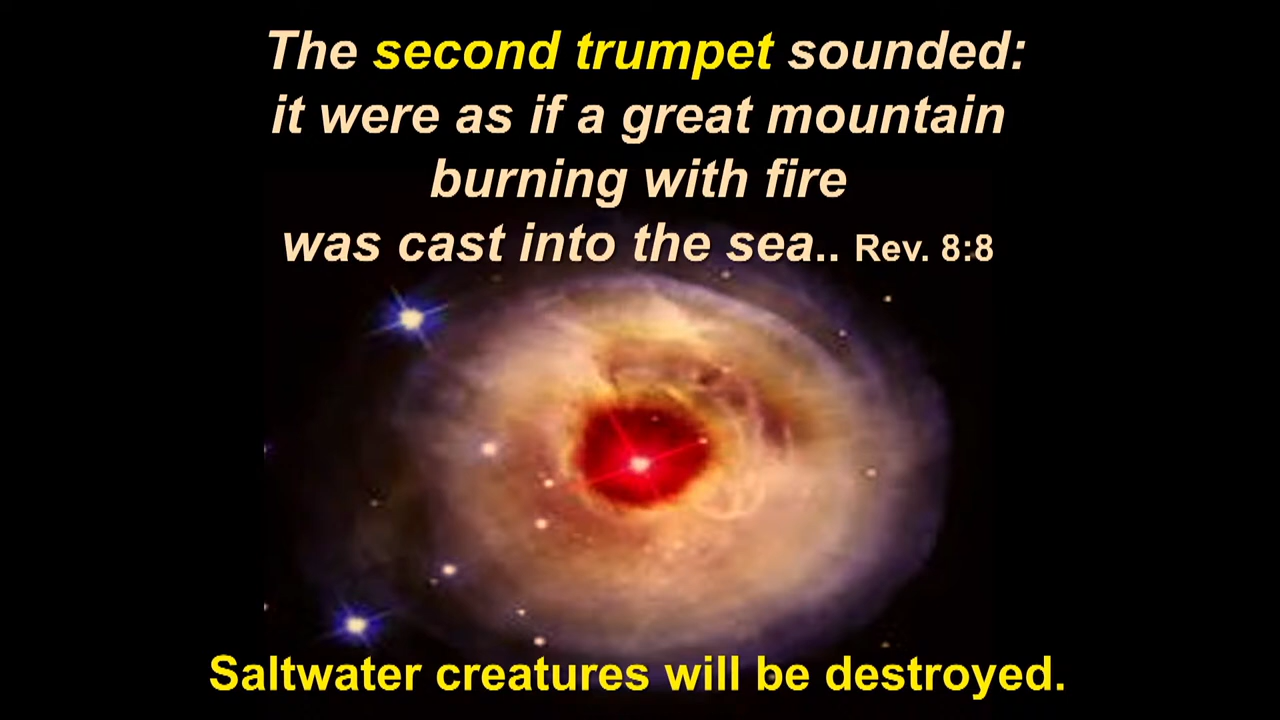 The second trumpet sounded:
it were as if a great mountain
burning with fire
was cast into the sea.. Rev. 8:8
Saltwater creatures will be destroyed.